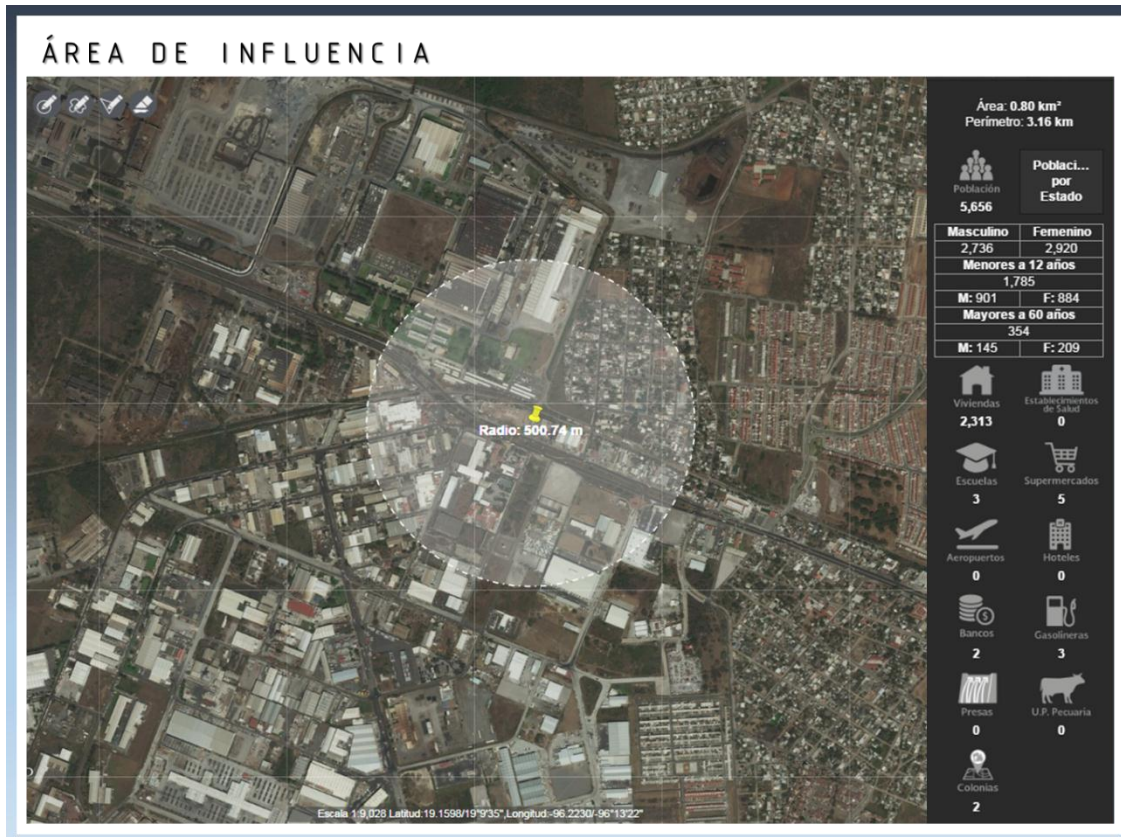 ÁREA DE INFLUENCIA
Radio: 500.74 m
Escala 1:9,028 Latitud:19.1598/19°9'35",Longitud:-96.2230/-96°13'22"
Área: 0.80 km²
Perímetro: 3.16 km
Población
5,656
Poblaci...
por
Estado
Masculino Femenino
2,736 2,920
Menores a 12 años
1,785
M: 901 F: 884
Mayores a 60 años
354
M: 145 F: 209
Viviendas
2,313
Establecimientos
de Salud
0
Escuelas
3
Supermercados
5
Aeropuertos
0
Hoteles
0
Bancos
2
Gasolineras
3
Presas
0
U.P. Pecuaria
0
Colonias
2